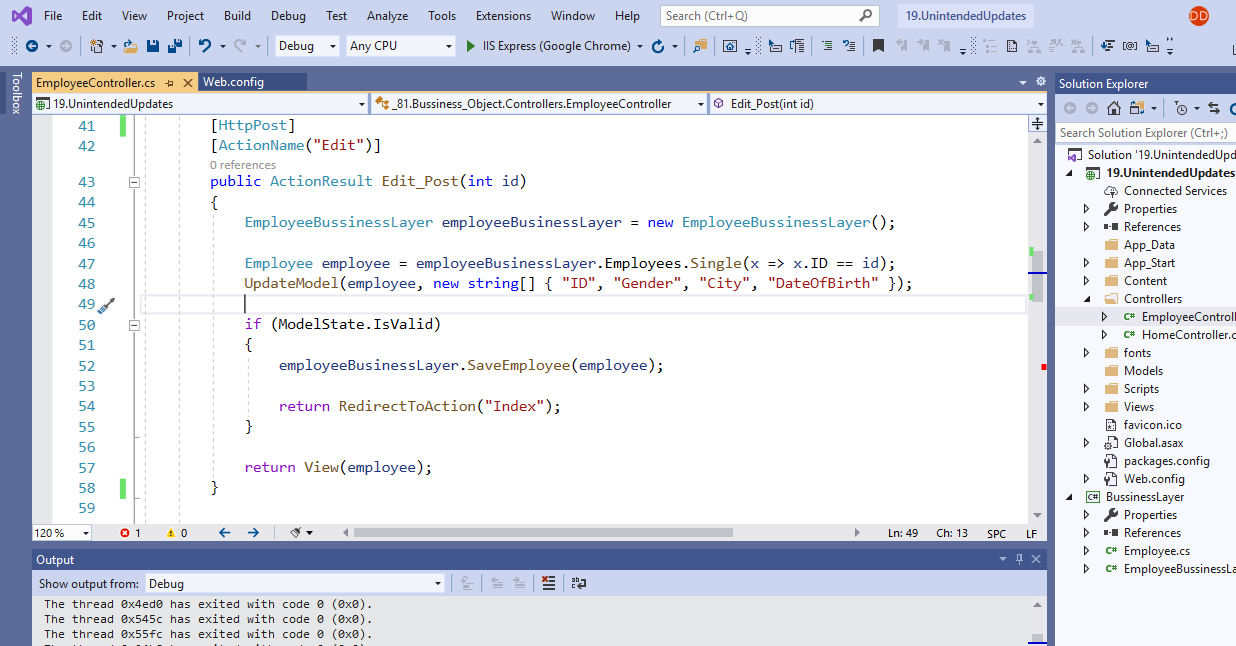 File Edit View Project Build Debug Test Analyze Tools Extensions Window Help Search (Ctrl+Q) 19.UnintendedUpdates DD
Debug Any CPU IIS Express (Google Chrome)
Toolbox
EmployeeController.cs Web.config
19.UnintendedUpdates _81.Bussiness_Object.Controllers.EmployeeController Edit_Post(int id)
41 [HttpPost]
42 [ActionName("Edit")]
0 references
43 public ActionResult Edit_Post(int id)
44 {
45 EmployeeBussinessLayer employeeBusinessLayer = new EmployeeBussinessLayer();
46
47 Employee employee = employeeBusinessLayer.Employees.Single(x => x.ID == id);
48 UpdateModel(employee, new string[] { "ID", "Gender", "City", "DateOfBirth" });
49
50 if (ModelState.IsValid)
51 {
52 employeeBusinessLayer.SaveEmployee(employee);
53
54 return RedirectToAction("Index");
55 }
56
57 return View(employee);
58 }
59
120 % 1 0 Ln: 49 Ch: 13 SPC LF
Output
Show output from: Debug
The thread 0x4ed0 has exited with code 0 (0x0).
The thread 0x545c has exited with code 0 (0x0).
The thread 0x55fc has exited with code 0 (0x0).
Solution Explorer
Search Solution Explorer (Ctrl+;)
Solution '19.UnintendedUpd
19.UnintendedUpdates
Connected Services
Properties
References
App_Data
App_Start
Content
Controllers
C# EmployeeControll
C# HomeController.c
fonts
Models
Scripts
Views
favicon.ico
Global.asax
packages.config
Web.config
C# BussinessLayer
Properties
References
C# Employee.cs
C# EmployeeBussinessLa